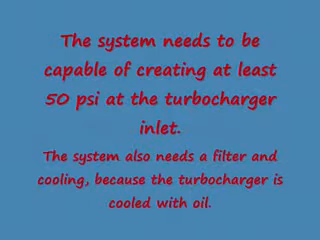 The system needs to be
capable of creating at least
50 psi at the turbocharger
inlet.
The system also needs a filter and
cooling, because the turbocharger is
cooled with oil.